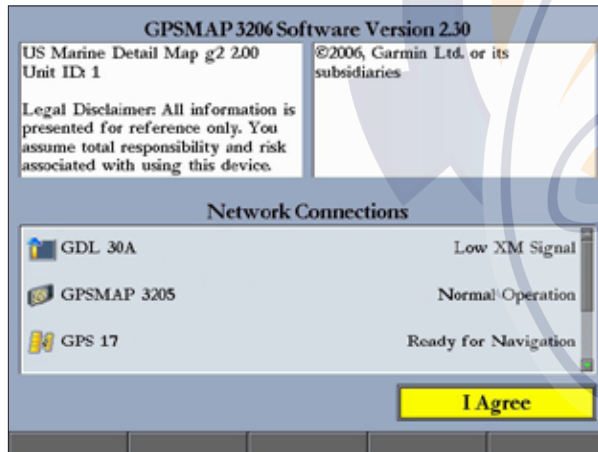 GPSMAP 3206 Software Version 2.30
US Marine Detail Map g2 2.00
Unit ID: 1
Legal Disclaimer: All information is
presented for reference only. You
assume total responsibility and risk
associated with using this device.
©2006, Garmin Ltd. or its
subsidiaries
Network Connections
GDL 30A Low XM Signal
GPSMAP 3205 Normal Operation
GPS 17 Ready for Navigation
I Agree